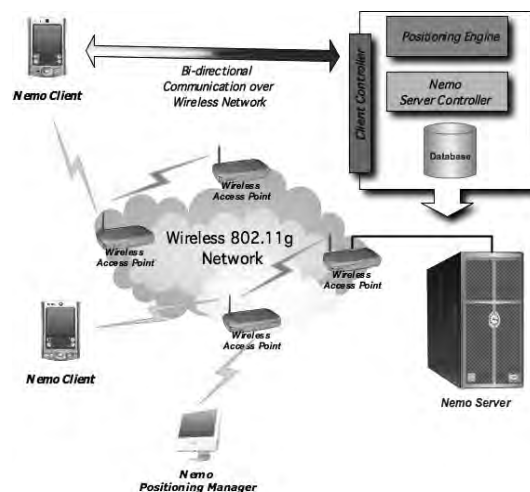 Positioning Engine
Nemo Client
Bi-directional
Communication over
Wireless Network
Client Controller
Nemo
Server Controller
Database
Wireless
Access Point
Wireless
Access Point
Wireless 802.11g
Network
Wireless
Access Point
Wireless
Access Point
Nemo Client
Nemo Server
Nemo
Positioning Manager